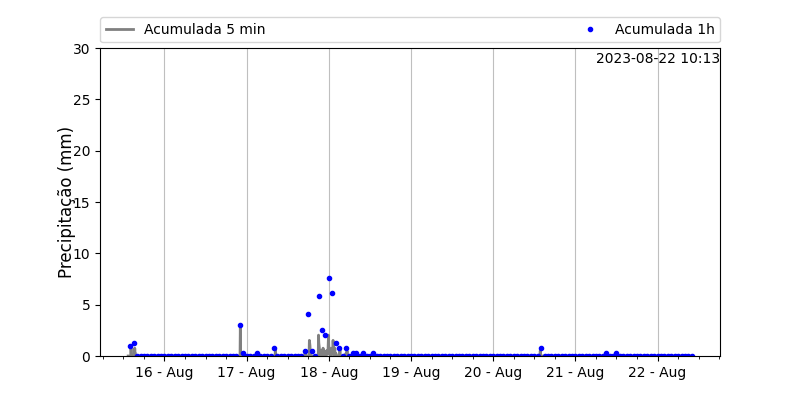 Acumulada 5 min
Acumulada 1h
2023-08-22 10:13
Precipitação (mm)
30
25
20
15
10
5
0
16 - Aug
17 - Aug
18 - Aug
19 - Aug
20 - Aug
21 - Aug
22 - Aug